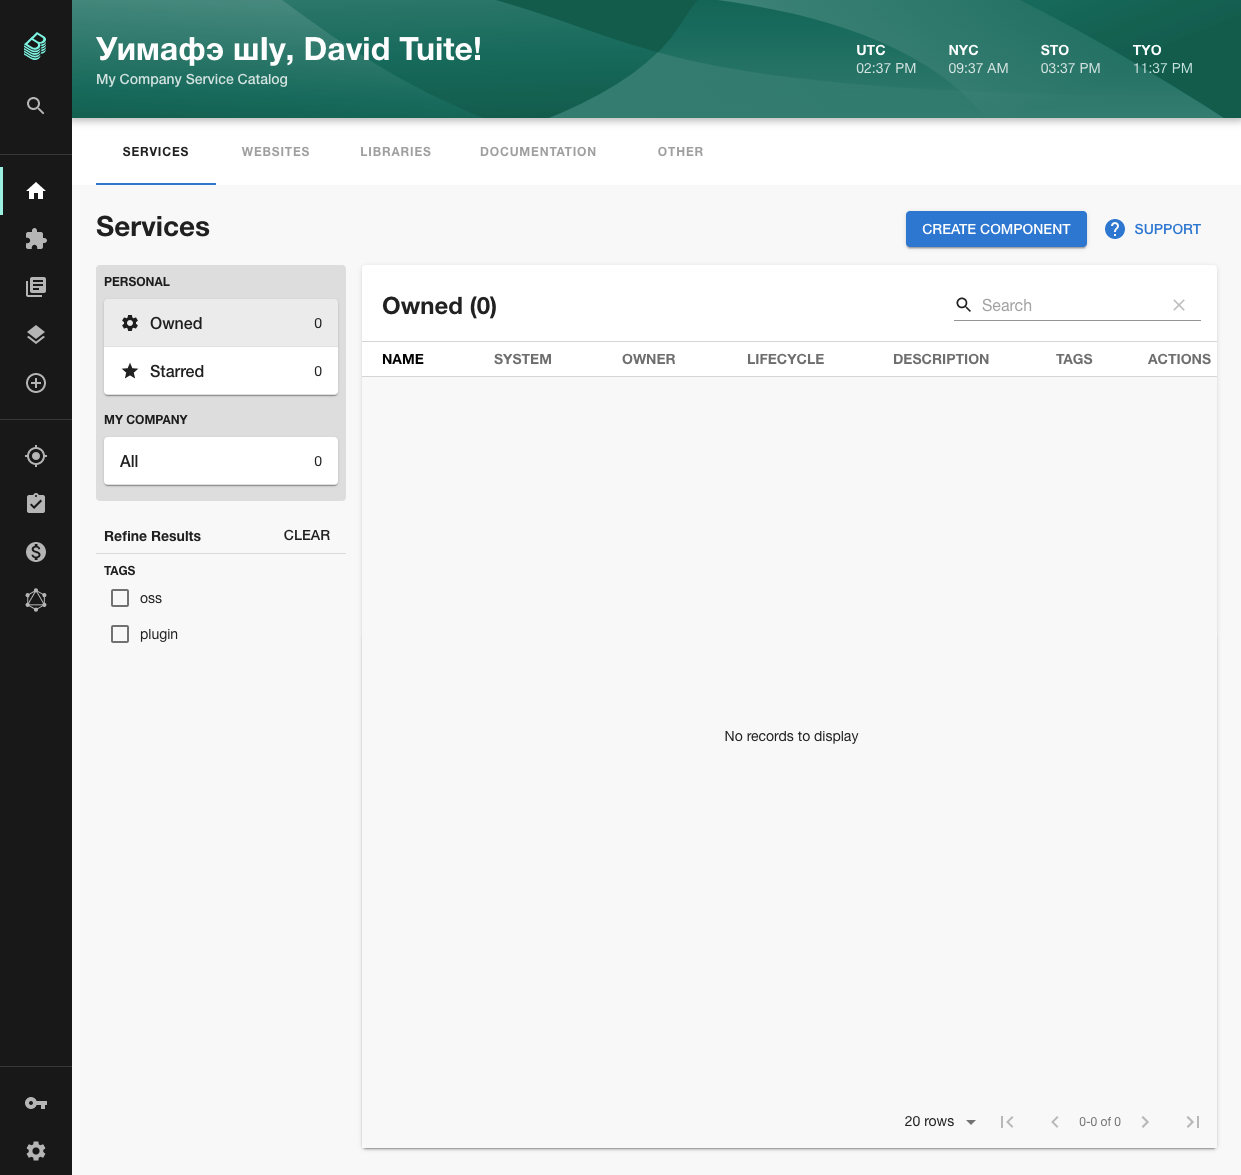 Уимафэ шIу, David Tuite!
My Company Service Catalog
UTC NYC STO TYO
02:37 PM 09:37 AM 03:37 PM 11:37 PM
SERVICES WEBSITES LIBRARIES DOCUMENTATION OTHER
Services
CREATE COMPONENT
SUPPORT
PERSONAL
Owned 0
Starred 0
MY COMPANY
All 0
Refine Results CLEAR
TAGS
oss
plugin
Owned (0)
Search
NAME SYSTEM OWNER LIFECYCLE DESCRIPTION TAGS ACTIONS
No records to display
20 rows 0-0 of 0